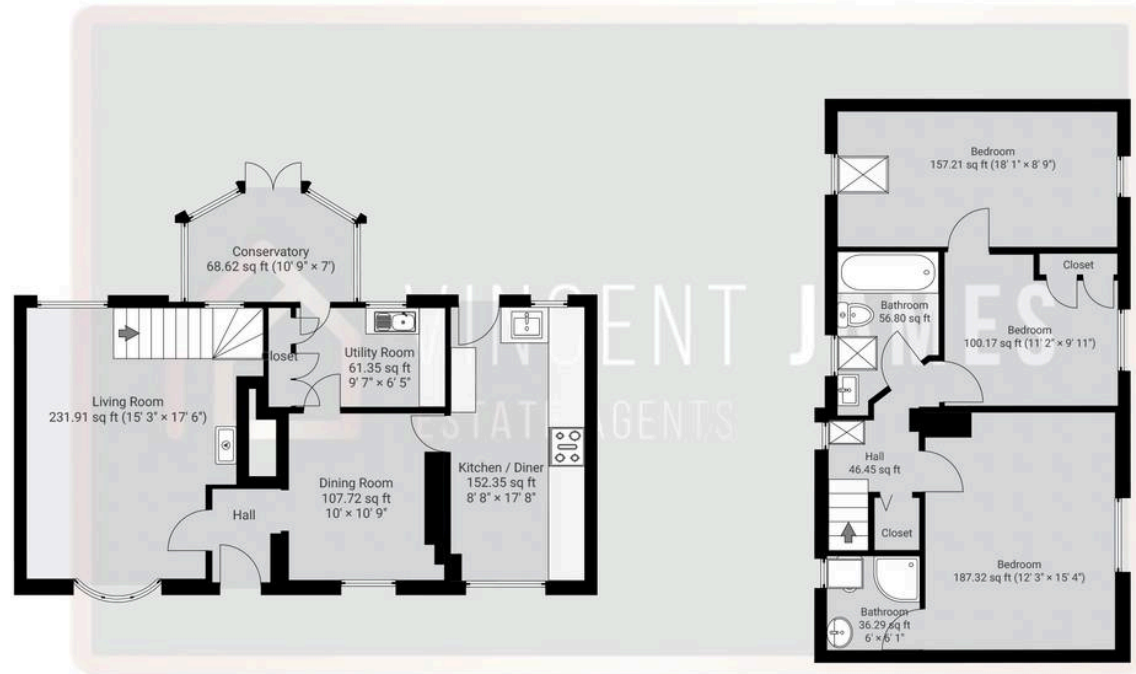 Conservatory
68.62 sq ft (10' 9" × 7')
Closet
Utility Room
61.35 sq ft
9' 7" × 6' 5"
Living Room
231.91 sq ft (15' 3" × 17' 6")
Kitchen / Diner
152.35 sq ft
8' 8" × 17' 8"
Dining Room
107.72 sq ft
10' × 10' 9"
Hall
Bedroom
157.21 sq ft (18' 1" × 8' 9")
Closet
Bathroom
56.80 sq ft
Bedroom
100.17 sq ft (11' 2" × 9' 11")
Hall
46.45 sq ft
Closet
Bedroom
187.32 sq ft (12' 3" × 15' 4")
Bathroom
36.29 sq ft
6' × 6' 1"
VINCENT JAMES
ESTATE AGENTS